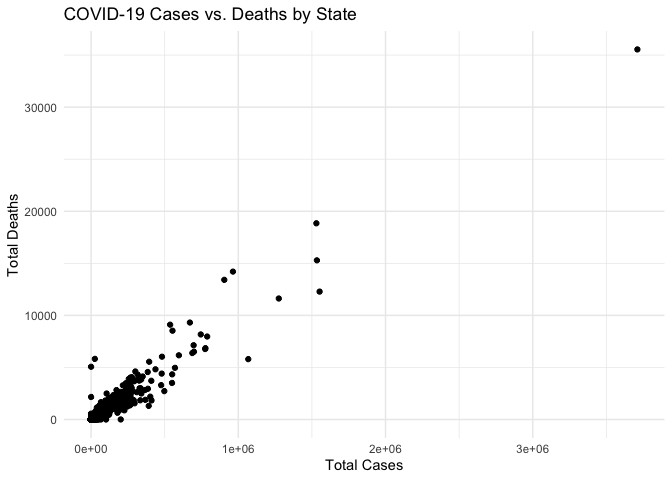 COVID-19 Cases vs. Deaths by State
30000
20000
10000
0
Total Deaths
0e+00 1e+06 2e+06 3e+06
Total Cases